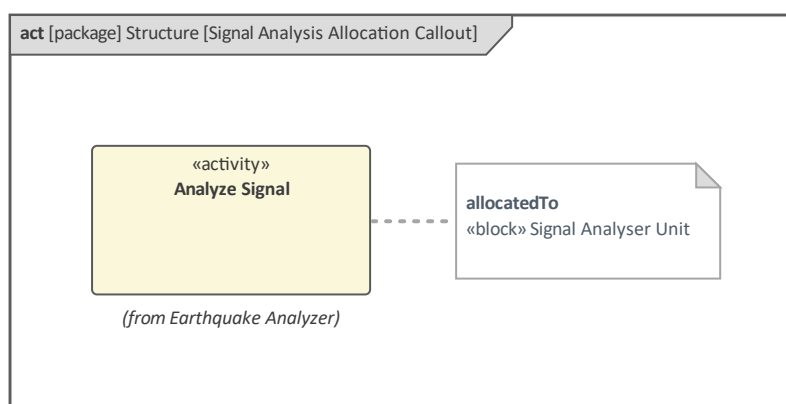 act [package] Structure [Signal Analysis Allocation Callout]
«activity»
Analyze Signal
allocatedTo
«block» Signal Analyser Unit
(from Earthquake Analyzer)